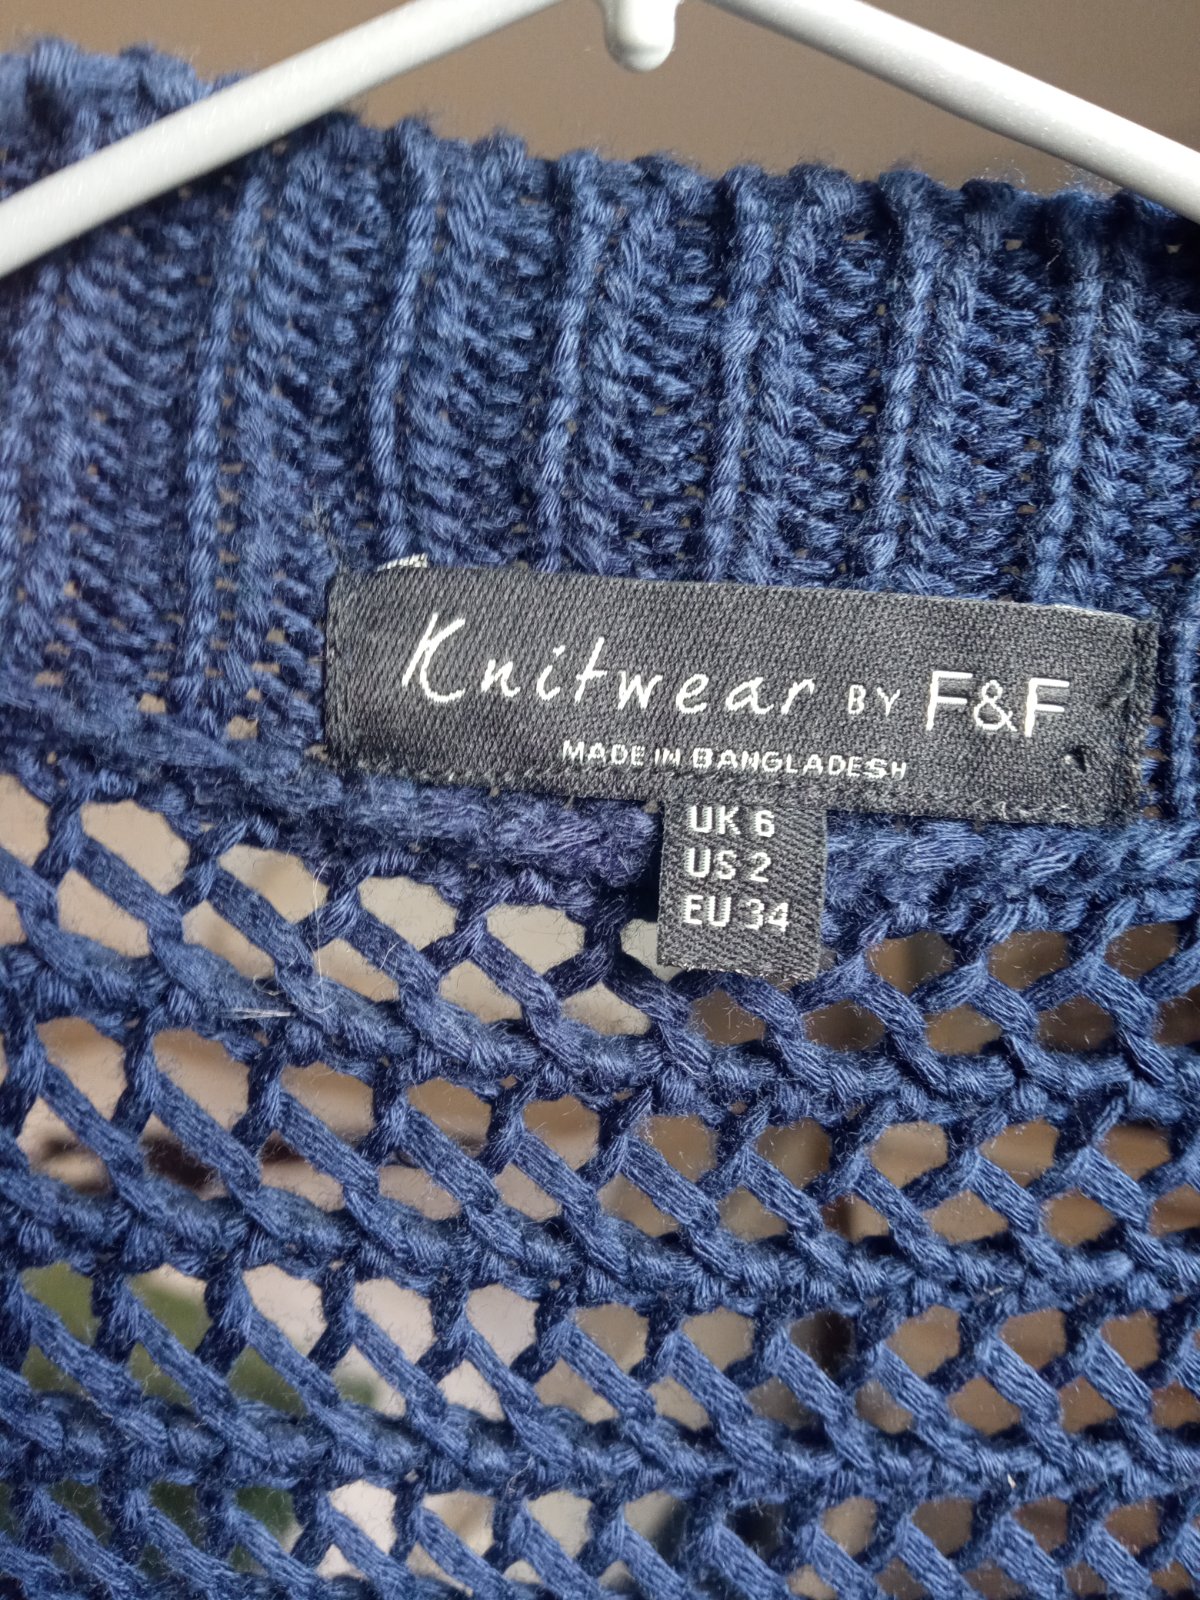 Knitwear BY F&F
MADE IN BANGLADESH
UK 6
US 2
EU 34